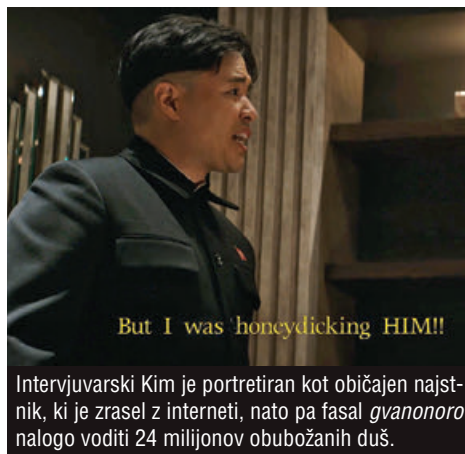 But I was honeydicking HIM!!
Intervjuvarski Kim je portretiran kot običajen najst-
nik, ki je zrasel z interneti, nato pa fasal gvanonoro
nalogo voditi 24 milijonov obubožanih duš.